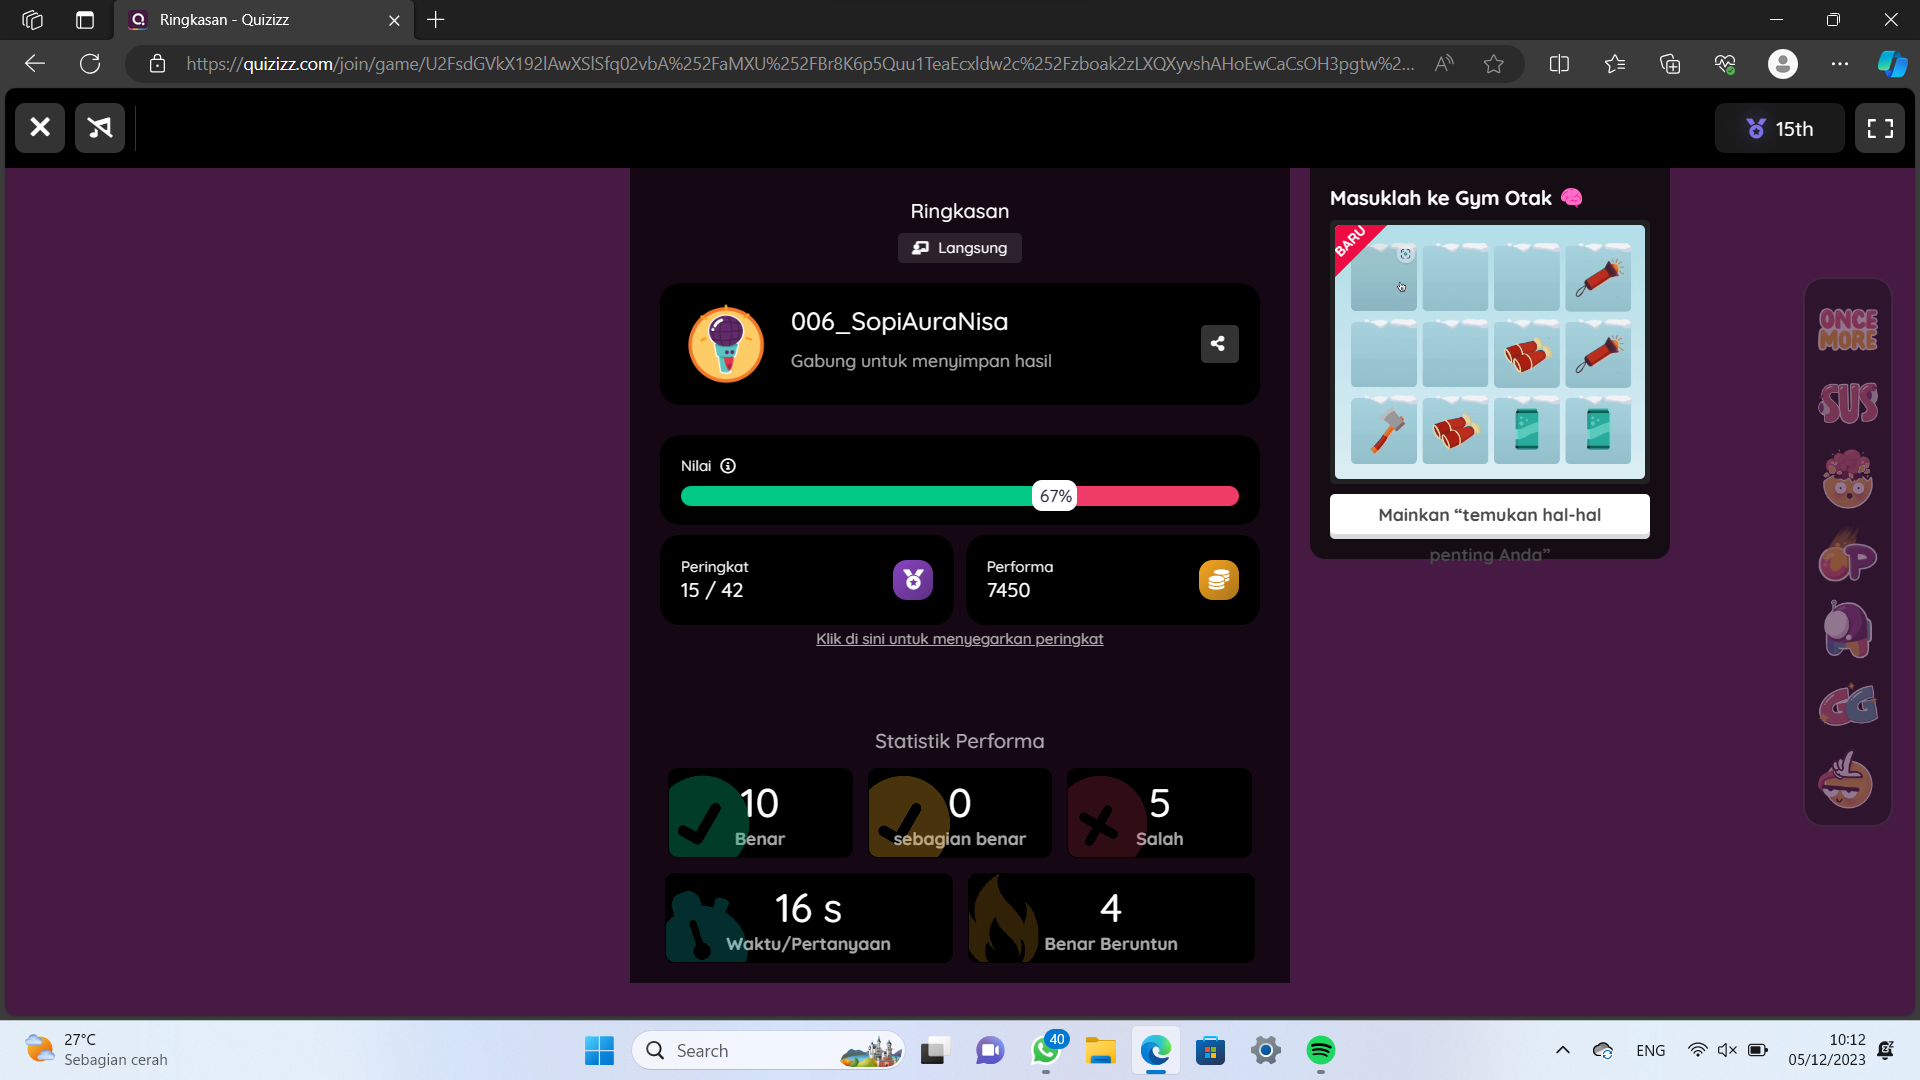 Ringkasan - Quizizz
https://quizizz.com/join/game/U2FsdGVkX192lAwXSlSfq02vbA%252FaMXU%252FBr8K6p5Quu1TeaEcxldw2c%252Fzboak2zLXQXyvshAHoEwCaCsOH3pgtw%2...
15th
Ringkasan
Langsung
006_SopiAuraNisa
Gabung untuk menyimpan hasil
Nilai
67%
Peringkat
15 / 42
Performa
7450
Klik di sini untuk menyegarkan peringkat
Statistik Performa
10
Benar
0
sebagian benar
5
Salah
16 s
Waktu/Pertanyaan
4
Benar Beruntun
Masuklah ke Gym Otak
BARU
Mainkan “temukan hal-hal
penting Anda”
ONCE
MORE
SUS
OP
GG
27°C
Sebagian cerah
Search
40
ENG
10:12
05/12/2023